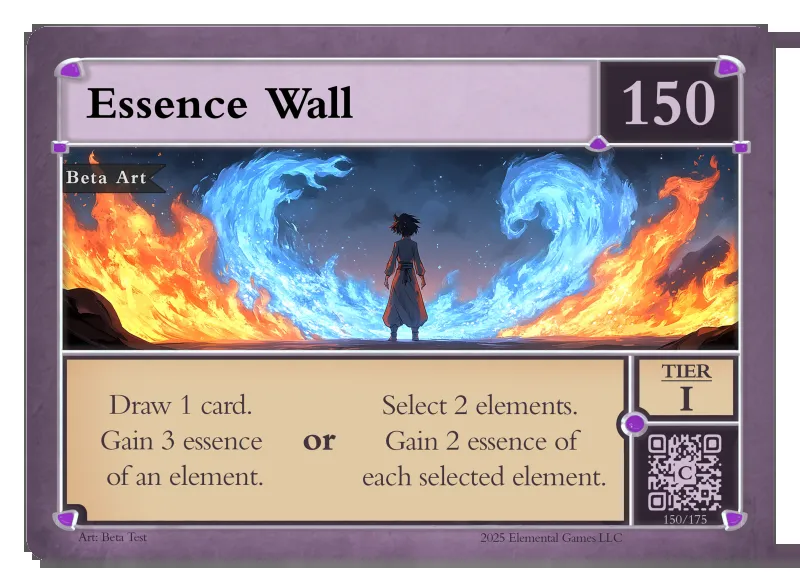 Essence Wall
150
Beta Art
Draw 1 card.
Gain 3 essence
of an element.
or
Select 2 elements.
Gain 2 essence of
each selected element.
TIER
I
C
150/175
Art: Beta Test
2025 Elemental Games LLC